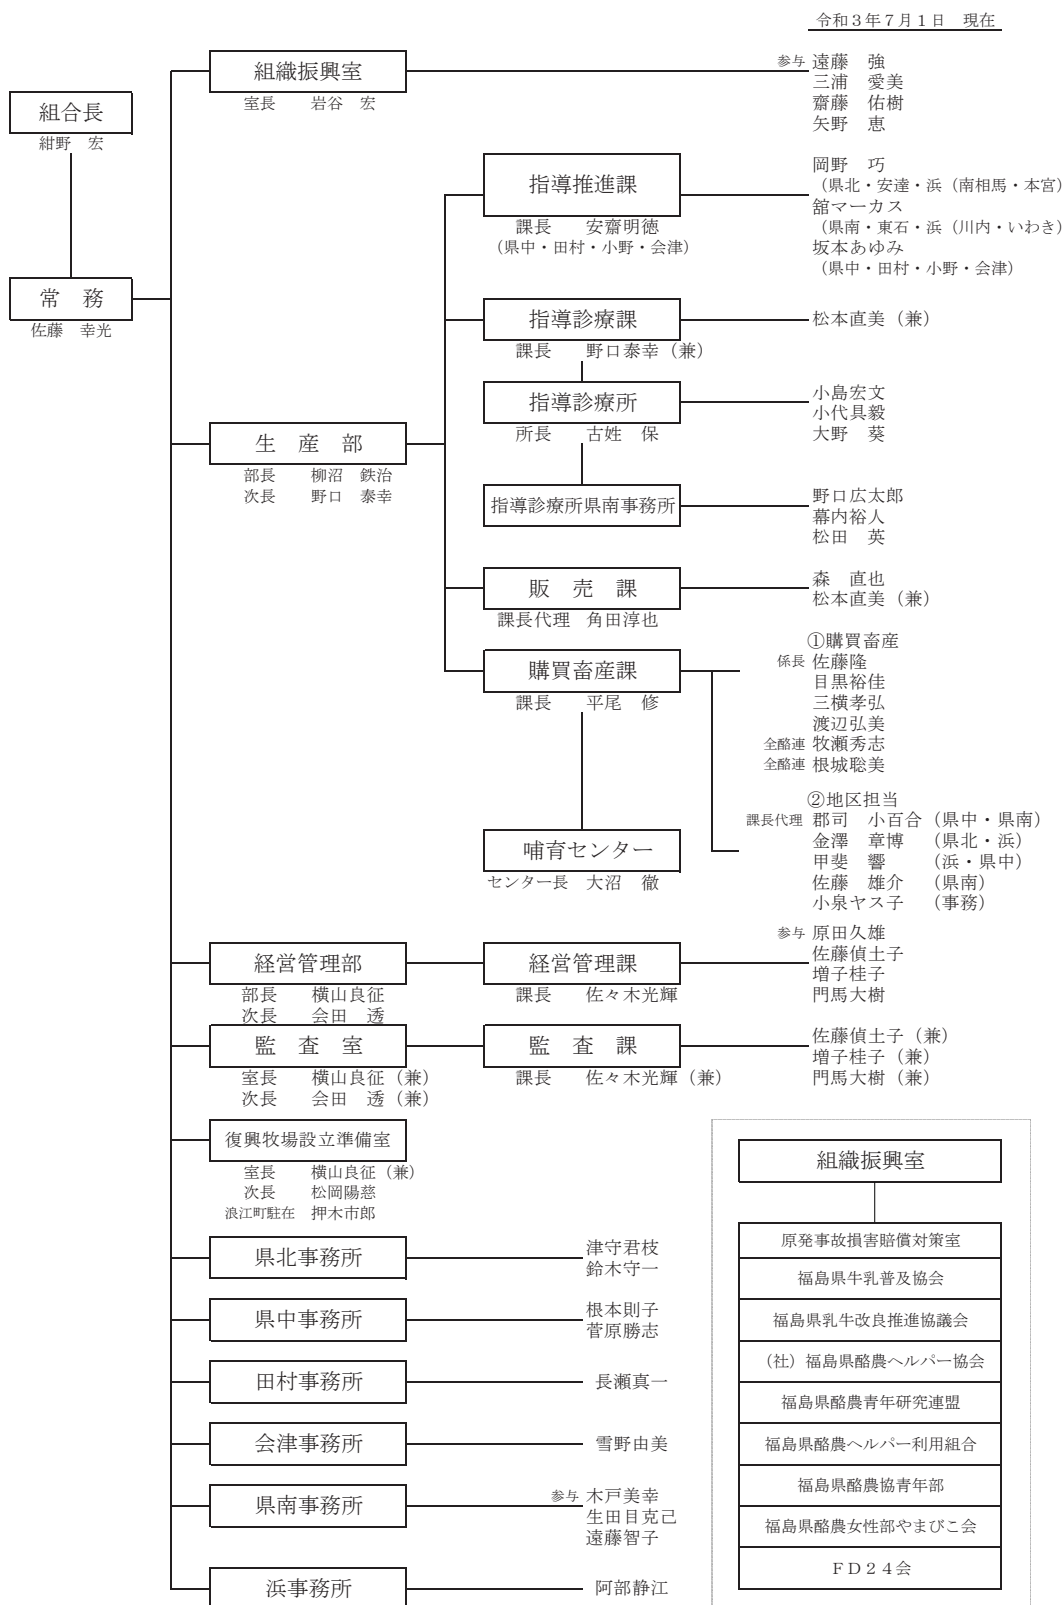 令和３年７月１日　現在
組合長
紺野　宏
常　務
佐藤　幸光
組織振興室
室長　岩谷　宏
参与 遠藤　強
三浦　愛美
齋藤　佑樹
矢野　恵
生　産　部
部長　柳沼　鉄治
次長　野口　泰幸
指導推進課
課長　安齋明徳
（県中・田村・小野・会津）
岡野　巧
（県北・安達・浜（南相馬・本宮）
舘マーカス
（県南・東石・浜（川内・いわき）
坂本あゆみ
（県中・田村・小野・会津）
指導診療課
課長　野口泰幸（兼）
松本直美（兼）
指導診療所
所長　古姓　保
小島宏文
小代具毅
大野　葵
指導診療所県南事務所
野口広太郎
幕内裕人
松田　英
販　売　課
課長代理　角田淳也
森　直也
松本直美（兼）
購買畜産課
課長　平尾　修
①購買畜産
係長 佐藤隆
目黒裕佳
三横孝弘
渡辺弘美
全酪連 牧瀬秀志
全酪連 根城聡美
②地区担当
課長代理 郡司　小百合（県中・県南）
金澤　章博　（県北・浜）
甲斐　響　（浜・県中）
佐藤　雄介　（県南）
小泉ヤス子　（事務）
哺育センター
センター長　大沼　徹
経営管理部
部長　横山良征
次長　会田　透
経営管理課
課長　佐々木光輝
参与 原田久雄
佐藤偵土子
増子桂子
門馬大樹
監　査　室
室長　横山良征（兼）
次長　会田　透（兼）
監　査　課
課長　佐々木光輝（兼）
佐藤偵土子（兼）
増子桂子（兼）
門馬大樹（兼）
復興牧場設立準備室
室長　横山良征（兼）
次長　松岡陽慈
浪江町駐在　押木市郎
県北事務所
津守君枝
鈴木守一
県中事務所
根本則子
菅原勝志
田村事務所
長瀬真一
会津事務所
雪野由美
県南事務所
参与 木戸美幸
生田目克己
遠藤智子
浜事務所
阿部静江
組織振興室
原発事故損害賠償対策室
福島県牛乳普及協会
福島県乳牛改良推進協議会
（社）福島県酪農ヘルパー協会
福島県酪農青年研究連盟
福島県酪農ヘルパー利用組合
福島県酪農協青年部
福島県酪農女性部やまびこ会
ＦＤ２４会